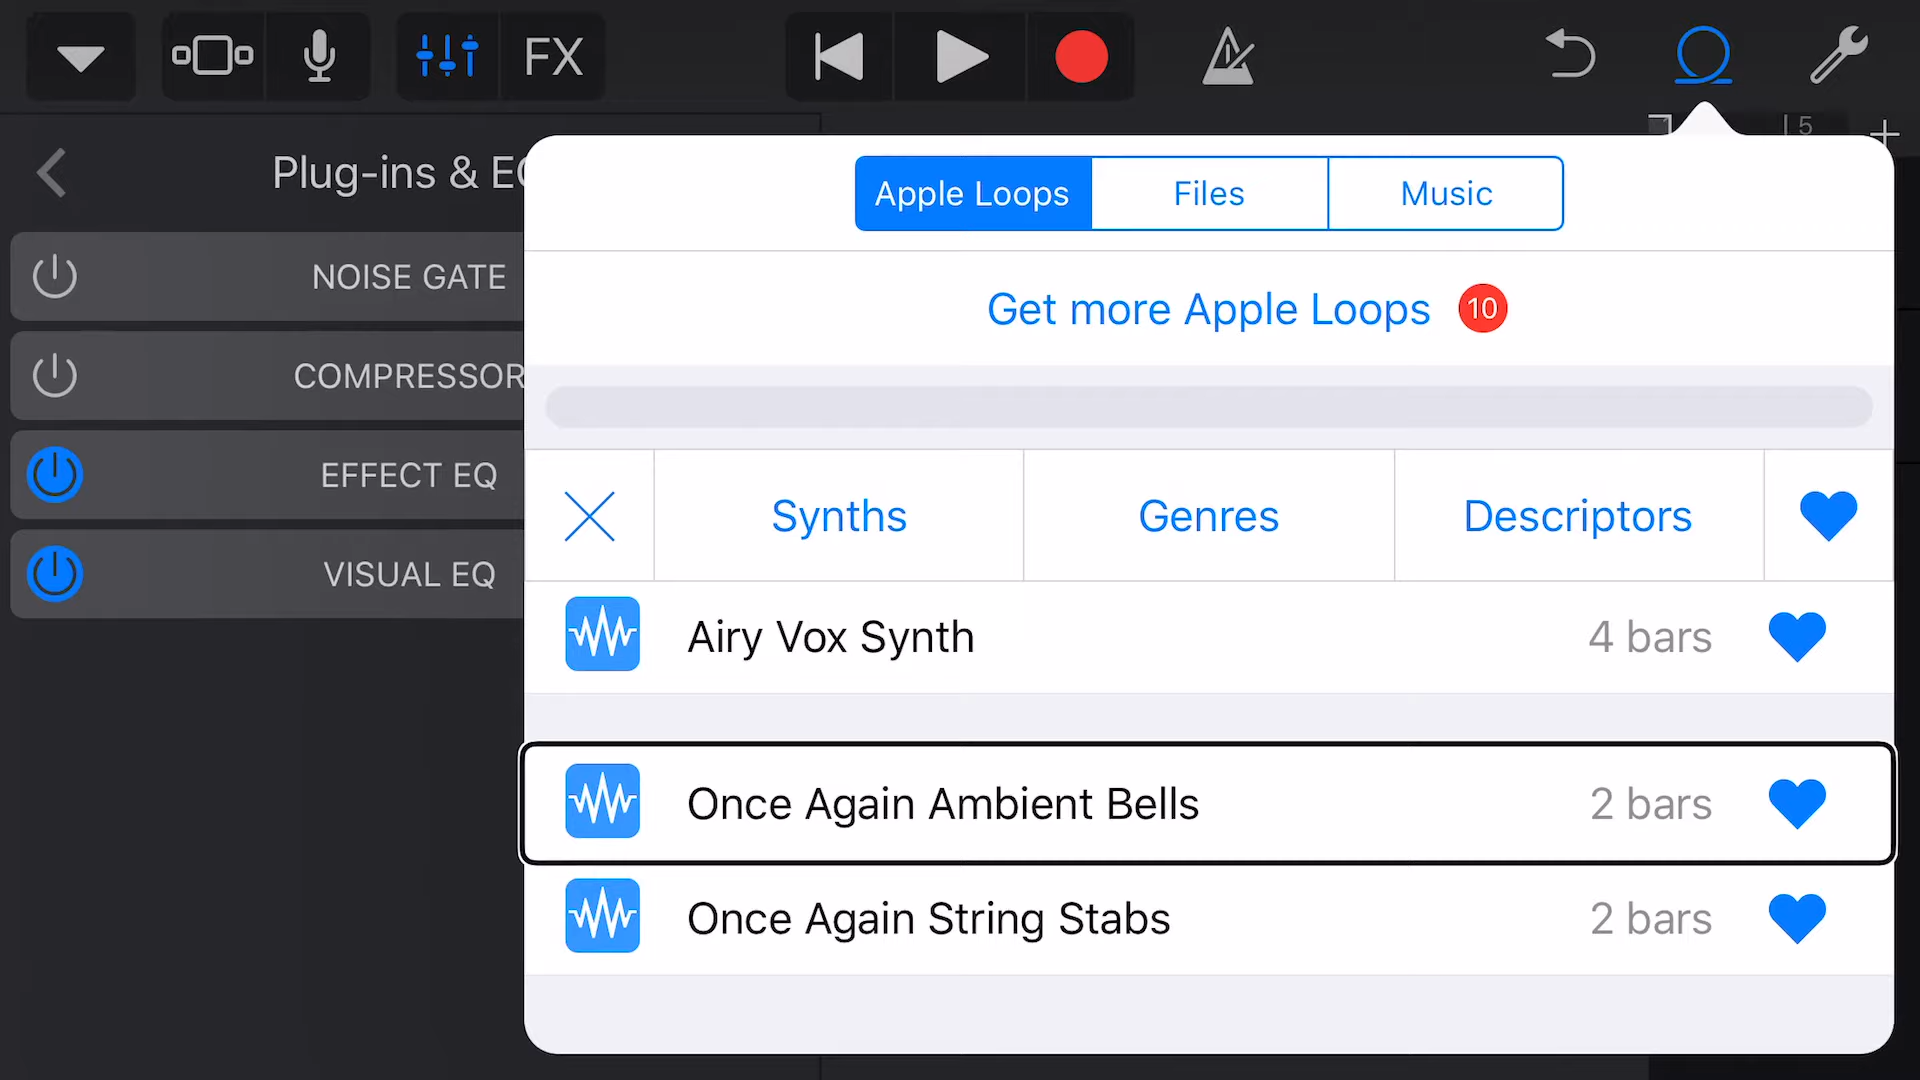 FX
5
Plug-ins & EQ
Apple Loops Files Music
Get more Apple Loops 10
NOISE GATE
COMPRESSOR
EFFECT EQ
VISUAL EQ
Synths Genres Descriptors
Airy Vox Synth 4 bars
Once Again Ambient Bells 2 bars
Once Again String Stabs 2 bars